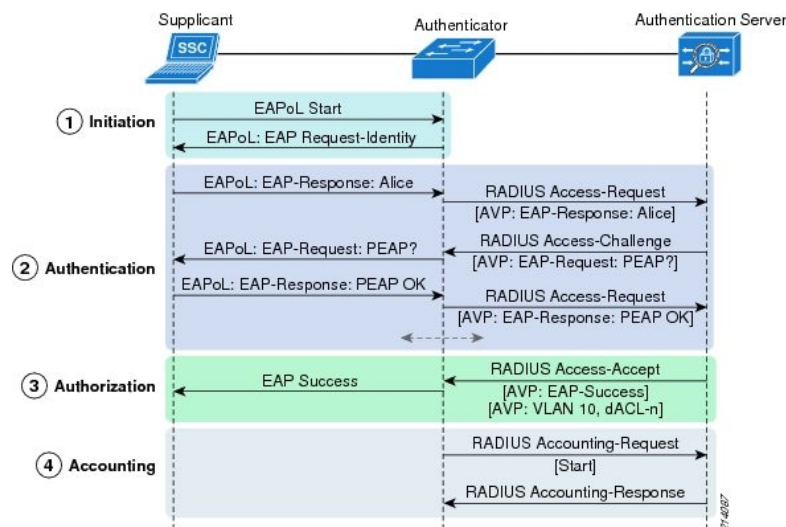 Supplicant
Authenticator
Authentication Server
SSC
1 Initiation
EAPoL Start
EAPoL: EAP Request-Identity
2 Authentication
EAPoL: EAP-Response: Alice
RADIUS Access-Request
[AVP: EAP-Response: Alice]
EAPoL: EAP-Request: PEAP?
RADIUS Access-Challenge
[AVP: EAP-Request: PEAP?]
EAPoL: EAP-Response: PEAP OK
RADIUS Access-Request
[AVP: EAP-Response: PEAP OK]
3 Authorization
EAP Success
RADIUS Access-Accept
[AVP: EAP-Success]
[AVP: VLAN 10, dACL-n]
4 Accounting
RADIUS Accounting-Request
[Start]
RADIUS Accounting-Response